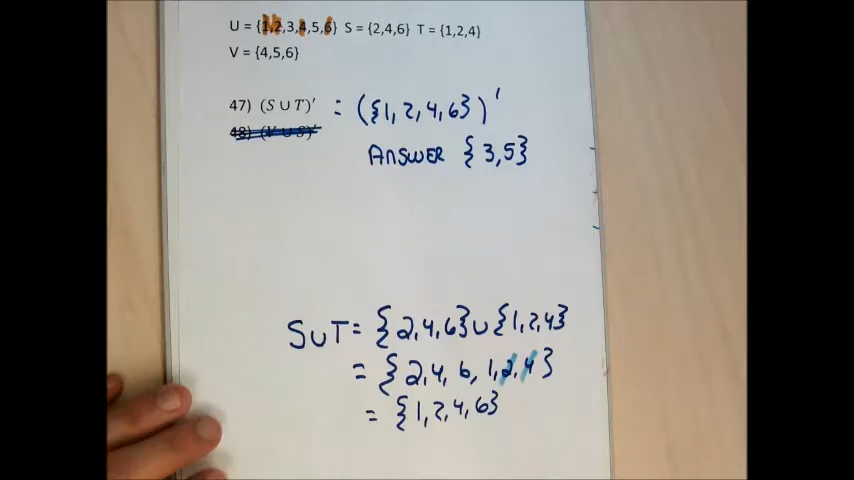 U = {1,2,3,4,5,6} S = {2,4,6} T = {1,2,4}
V = {4,5,6}
47) (S ∪ T)′ = ({1, 2, 4, 6})′
48) (V ∪ S)′
ANSWER {3,5}
S∪T = {2,4,6}∪{1,2,4}
= {2,4, 6, 1,2,4}
= {1,2,4,6}